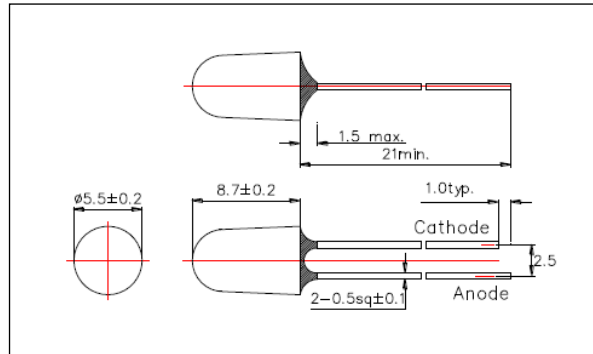 1.5 max.
21min.
ø5.5±0.2
8.7±0.2
1.0typ.
Cathode
2.5
Anode
2-0.5sq±0.1